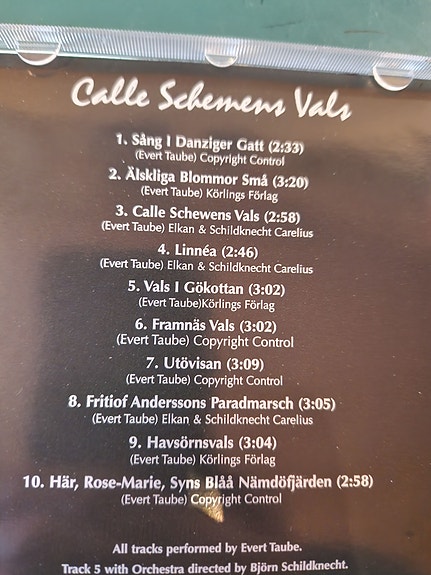 Calle Schemens Vals
1. Sång I Danziger Gatt (2:33)
(Evert Taube) Copyright Control
2. Älskliga Blommor Små (3:20)
(Evert Taube) Körlings Förlag
3. Calle Schewens Vals (2:58)
(Evert Taube) Elkan & Schildknecht Carelius
4. Linnéa (2:46)
(Evert Taube) Elkan & Schildknecht Carelius
5. Vals I Gökottan (3:02)
(Evert Taube)Körlings Förlag
6. Framnäs Vals (3:02)
(Evert Taube) Copyright Control
7. Utövisan (3:09)
(Evert Taube) Copyright Control
8. Fritiof Anderssons Paradmarsch (3:05)
(Evert Taube) Elkan & Schildknecht Carelius
9. Havsörnsvals (3:04)
(Evert Taube) Körlings Förlag
10. Här, Rose-Marie, Syns Blåå Nämdöfjärden (2:58)
(Evert Taube) Copyright Control
All tracks performed by Evert Taube.
Track 5 with Orchestra directed by Björn Schildknecht.